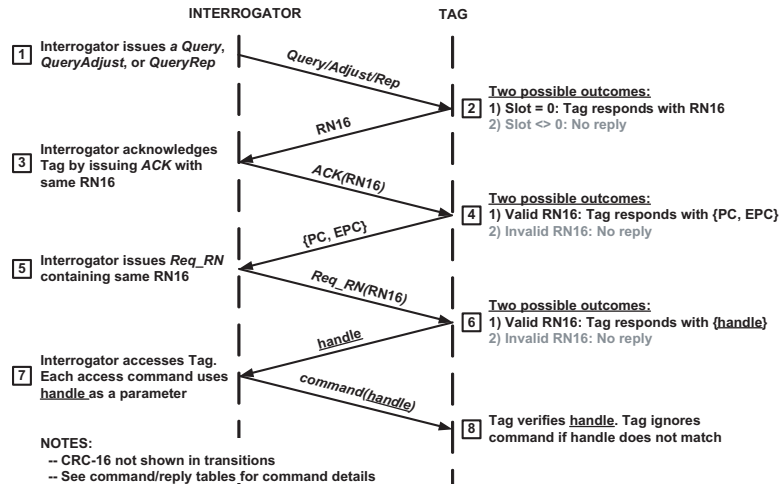 INTERROGATOR
TAG
1
Interrogator issues a Query,
QueryAdjust, or QueryRep
Query/Adjust/Rep
Two possible outcomes:
2
1) Slot = 0: Tag responds with RN16
2) Slot <> 0: No reply
RN16
3
Interrogator acknowledges
Tag by issuing ACK with
same RN16
ACK(RN16)
Two possible outcomes:
4
1) Valid RN16: Tag responds with {PC, EPC}
2) Invalid RN16: No reply
{PC, EPC}
5
Interrogator issues Req_RN
containing same RN16
Req_RN(RN16)
Two possible outcomes:
6
1) Valid RN16: Tag responds with {handle}
2) Invalid RN16: No reply
handle
7
Interrogator accesses Tag.
Each access command uses
handle as a parameter
command(handle)
8
Tag verifies handle. Tag ignores
command if handle does not match
NOTES:
-- CRC-16 not shown in transitions
-- See command/reply tables for command details